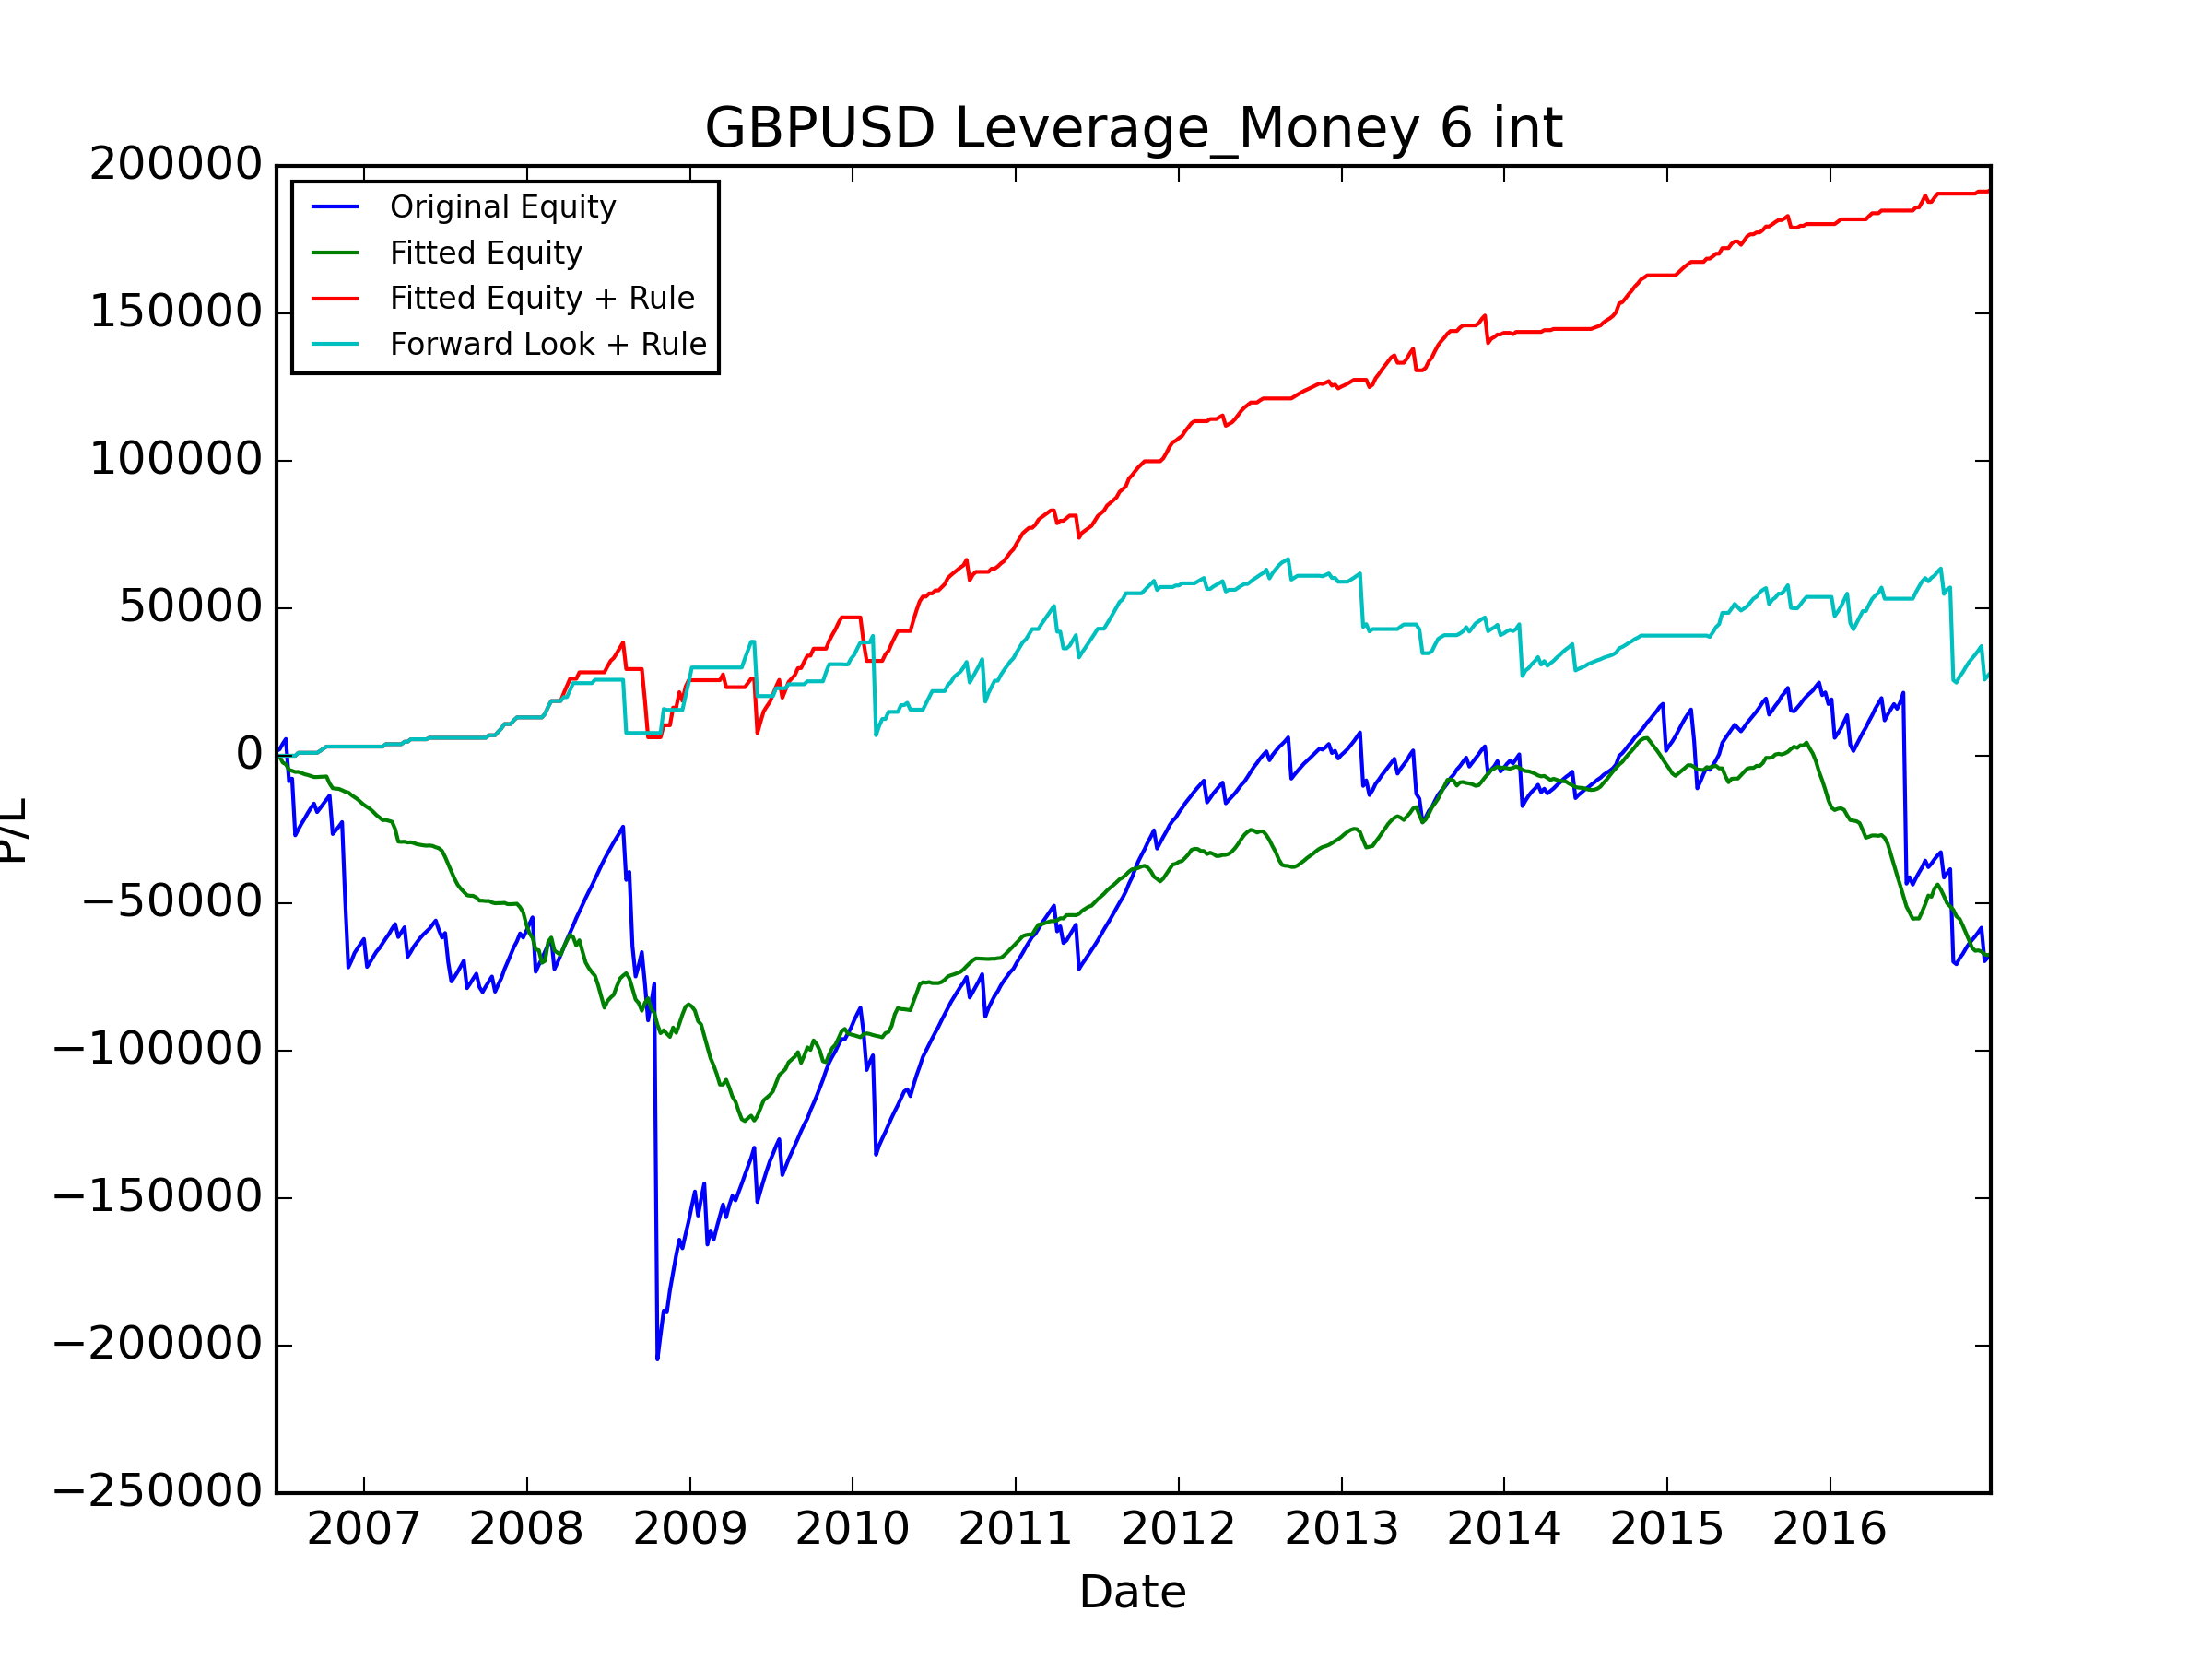 GBPUSD Leverage_Money 6 int
200000
150000
100000
50000
0
−50000
−100000
−150000
−200000
−250000
P/L
Original Equity
Fitted Equity
Fitted Equity + Rule
Forward Look + Rule
2007 2008 2009 2010 2011 2012 2013 2014 2015 2016
Date